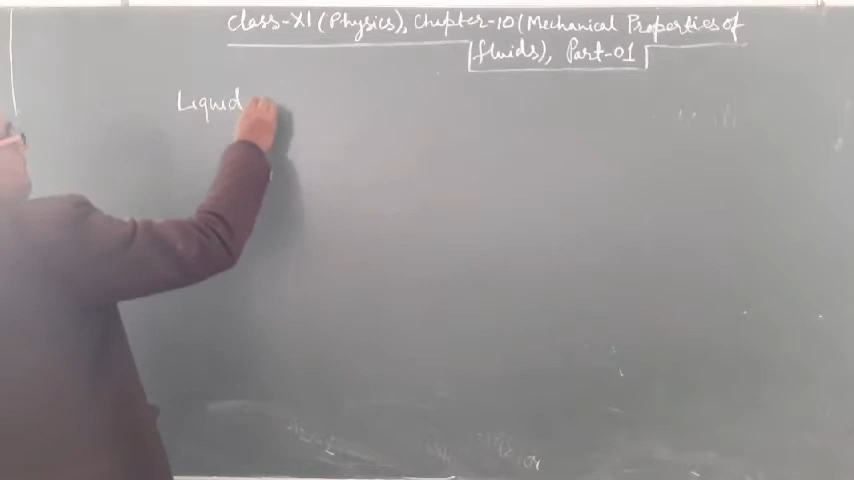 Class-XI (Physics), Chapter-10 (Mechanical Properties of
fluids), Part-01
Liquid